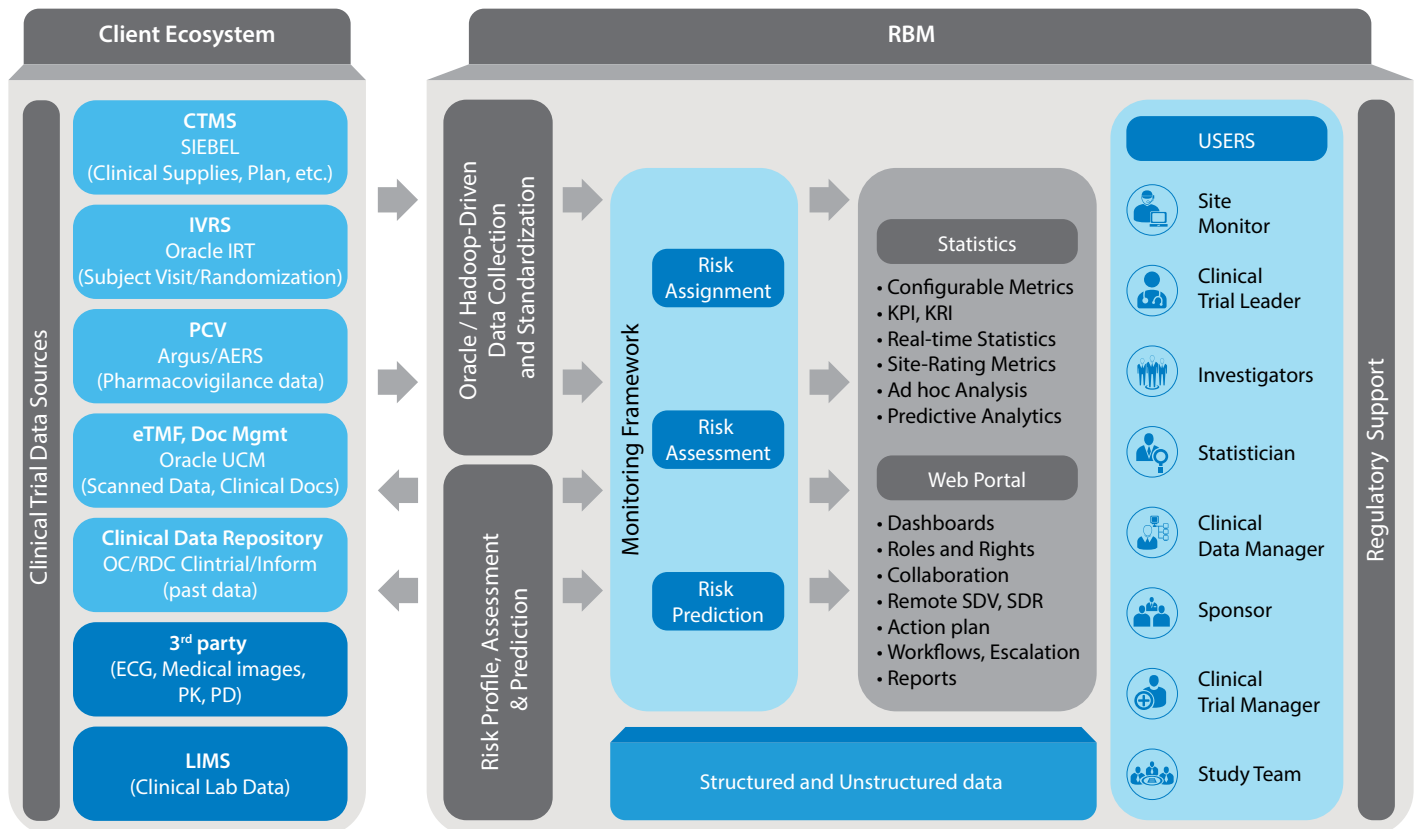 Client Ecosystem
Clinical Trial Data Sources
CTMS
SIEBEL
(Clinical Supplies, Plan, etc.)
IVRS
Oracle IRT
(Subject Visit/Randomization)
PCV
Argus/AERS
(Pharmacovigilance data)
eTMF, Doc Mgmt
Oracle UCM
(Scanned Data, Clinical Docs)
Clinical Data Repository
OC/RDC Clintrial/Inform
(past data)
3rd party
(ECG, Medical images,
PK, PD)
LIMS
(Clinical Lab Data)
RBM
Oracle / Hadoop-Driven
Data Collection
and Standardization
Risk Profile, Assessment
& Prediction
Monitoring Framework
Risk
Assignment
Risk
Assessment
Risk
Prediction
Statistics
• Configurable Metrics
• KPI, KRI
• Real-time Statistics
• Site-Rating Metrics
• Ad hoc Analysis
• Predictive Analytics
Web Portal
• Dashboards
• Roles and Rights
• Collaboration
• Remote SDV, SDR
• Action plan
• Workflows, Escalation
• Reports
Structured and Unstructured data
USERS
Site
Monitor
Clinical
Trial Leader
Investigators
Statistician
Clinical
Data Manager
Sponsor
Clinical
Trial Manager
Study Team
Regulatory Support